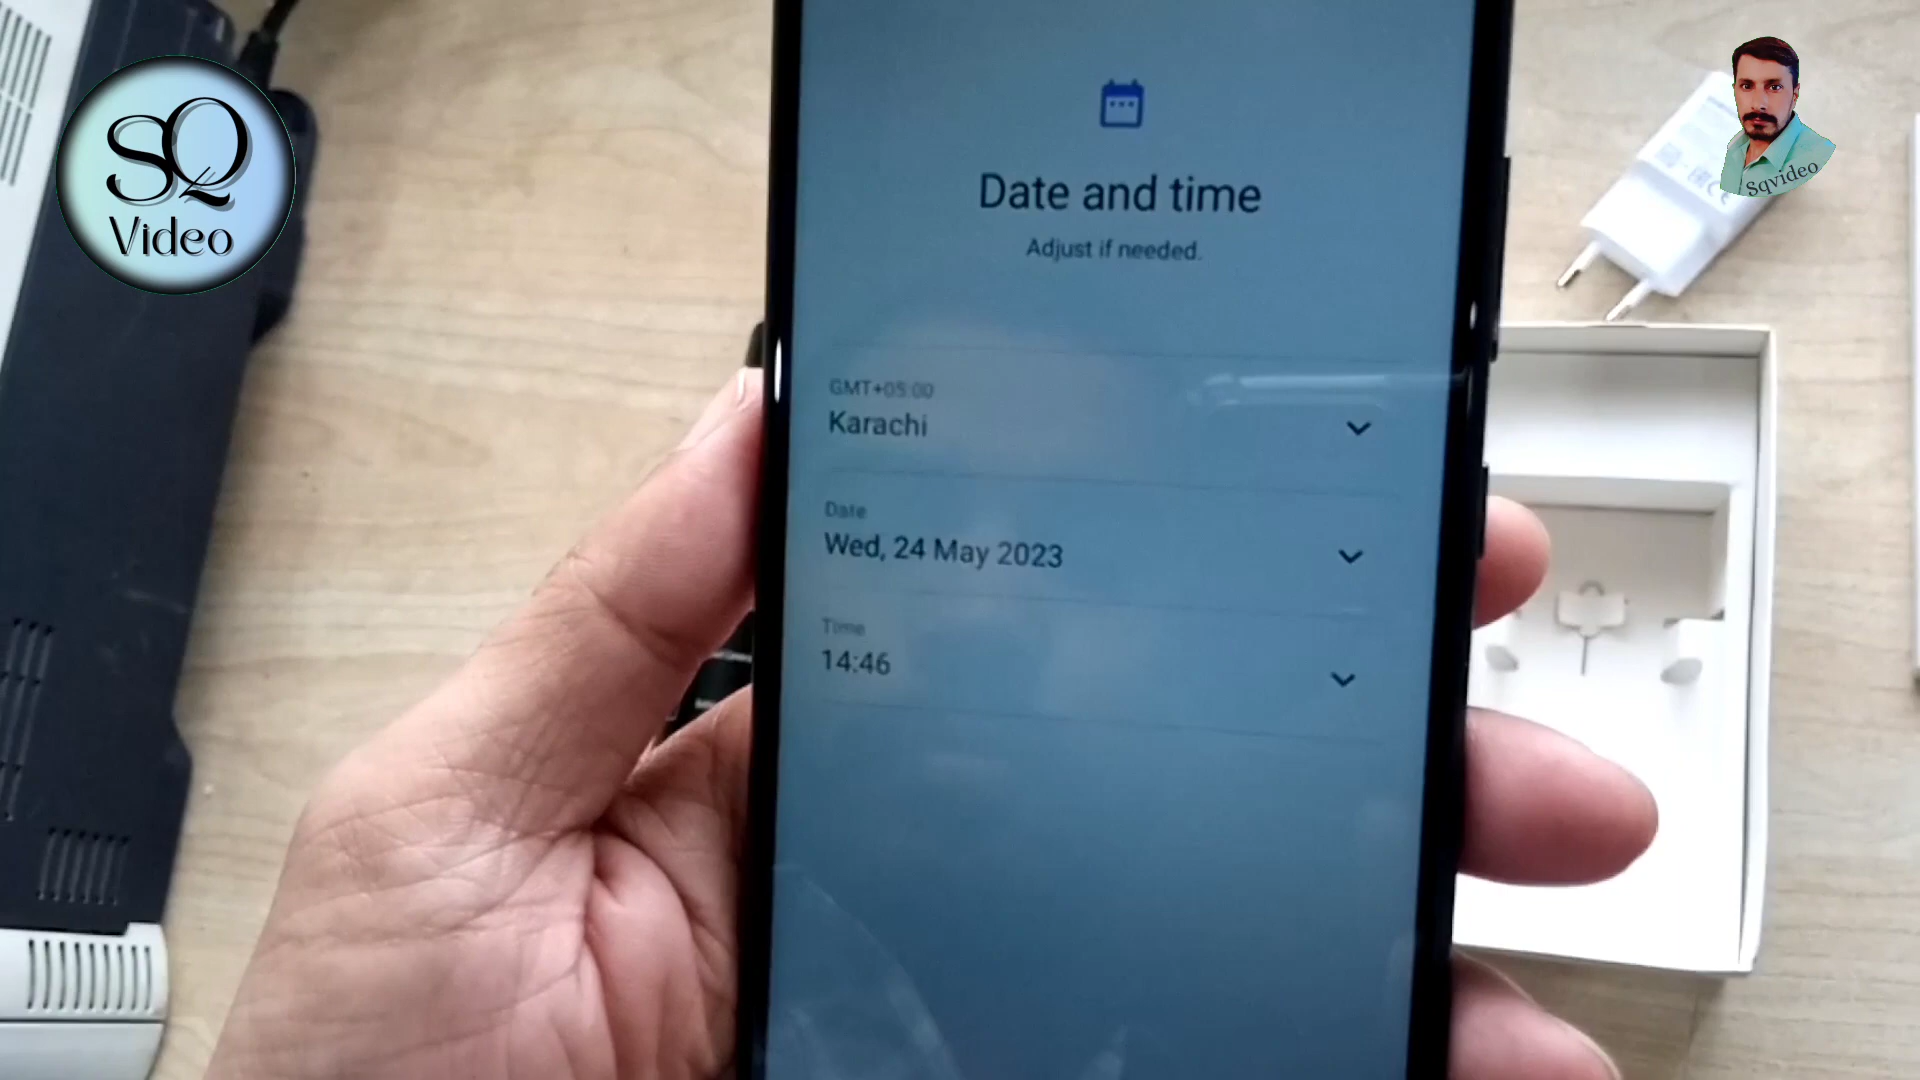 SQ
Video
Sqvideo
Date and time
Adjust if needed.
GMT+05:00
Karachi
Date
Wed, 24 May 2023
Time
14:46